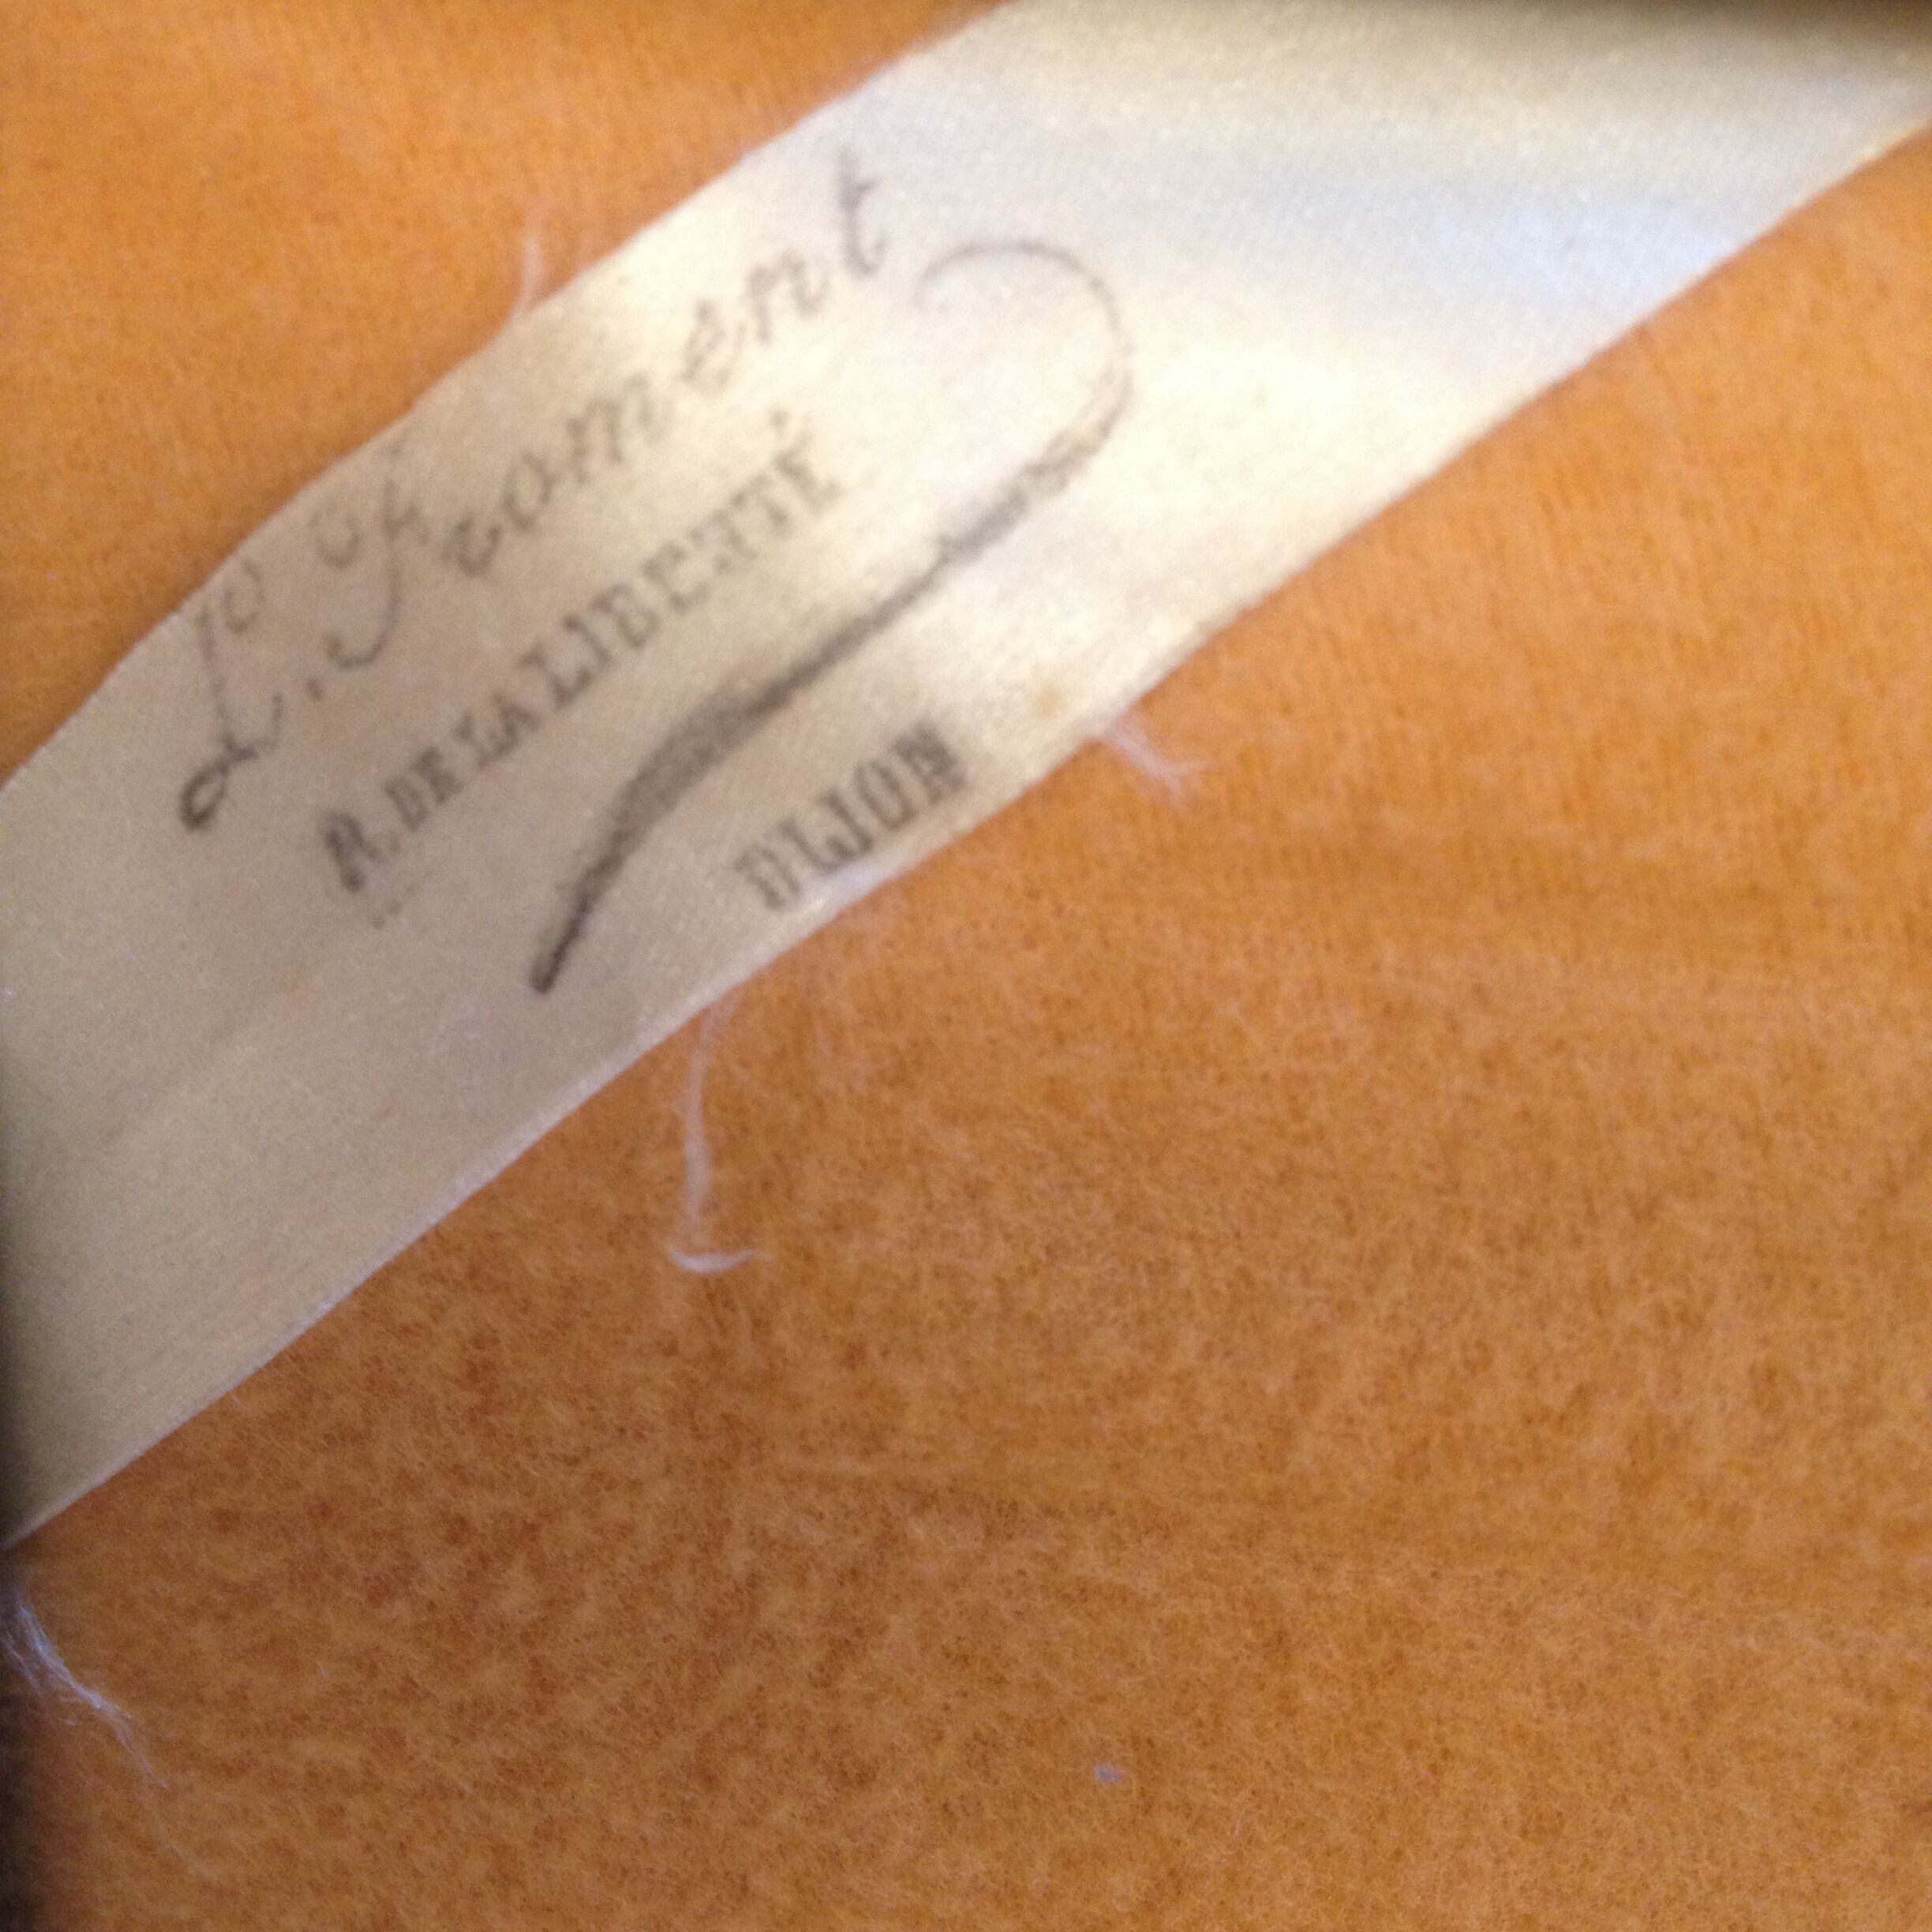 L. Froment
R. DE LA LIBERTÉ
DIJON